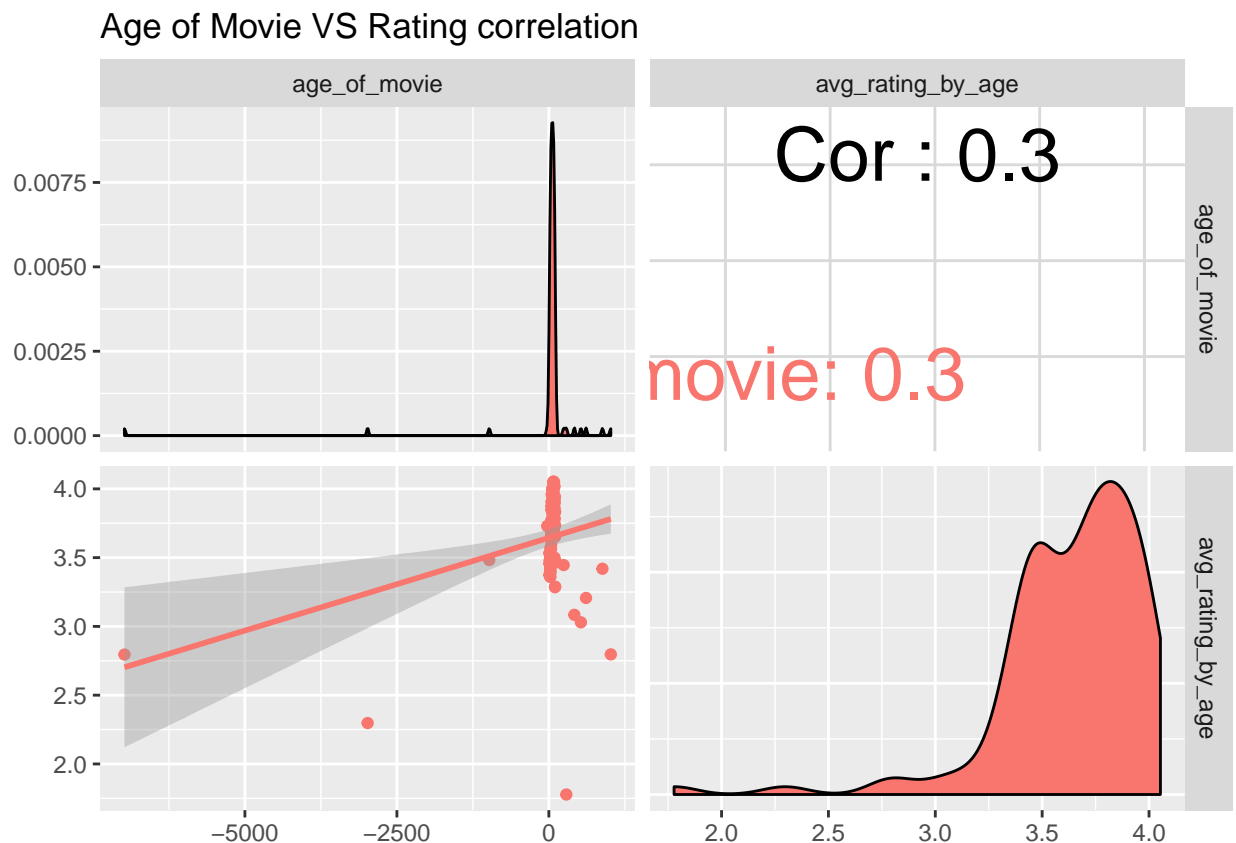 Age of Movie VS Rating correlation
age_of_movie
avg_rating_by_age
0.0075
0.0050
0.0025
0.0000
Cor : 0.3
movie: 0.3
age_of_movie
4.0
3.5
3.0
2.5
2.0
avg_rating_by_age
−5000
−2500
0
2.0
2.5
3.0
3.5
4.0